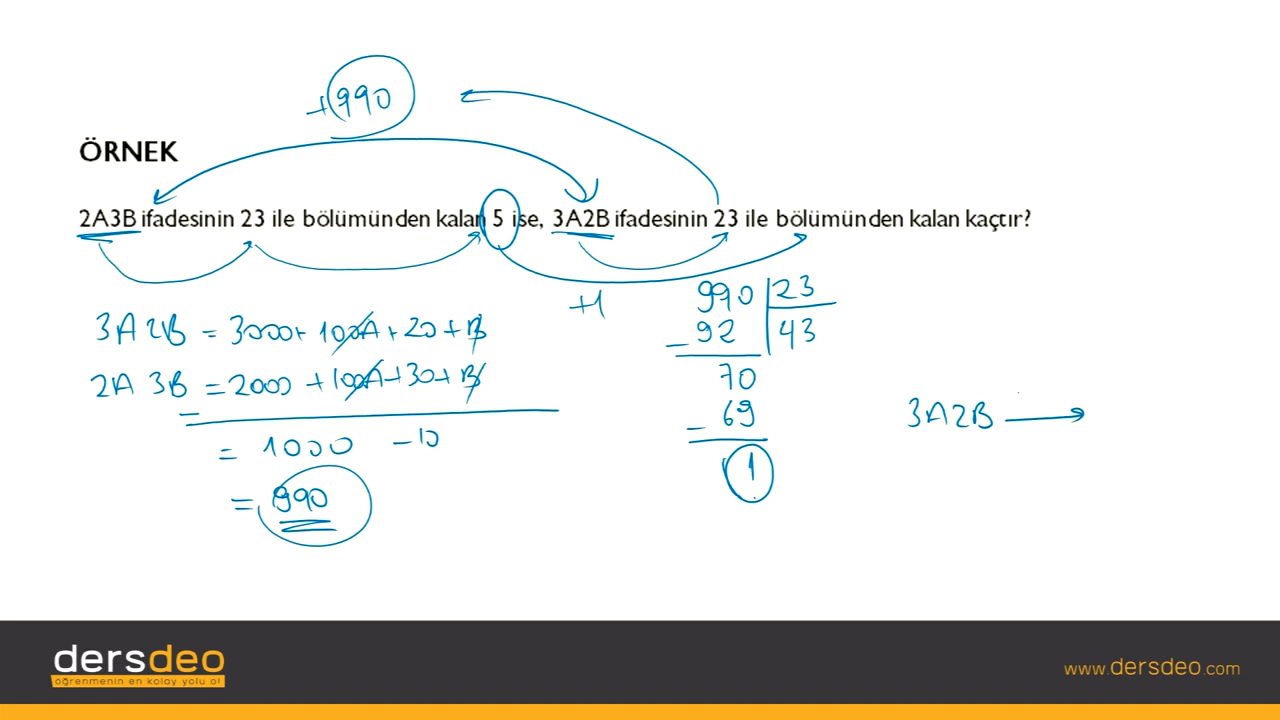 +990
ÖRNEK
2A3B ifadesinin 23 ile bölümünden kalan 5 ise, 3A2B ifadesinin 23 ile bölümünden kalan kaçtır?
+1
3A2B = 3000+ 100A + 20 + B
2A3B = 2000 + 100A + 30 + B
-
= 1000 - 10
= 990
990 | 23
- 92 | 43
70
- 69
1
3A2B →
dersdeo
öğrenmenin en kolay yolu o!
www.dersdeo.com